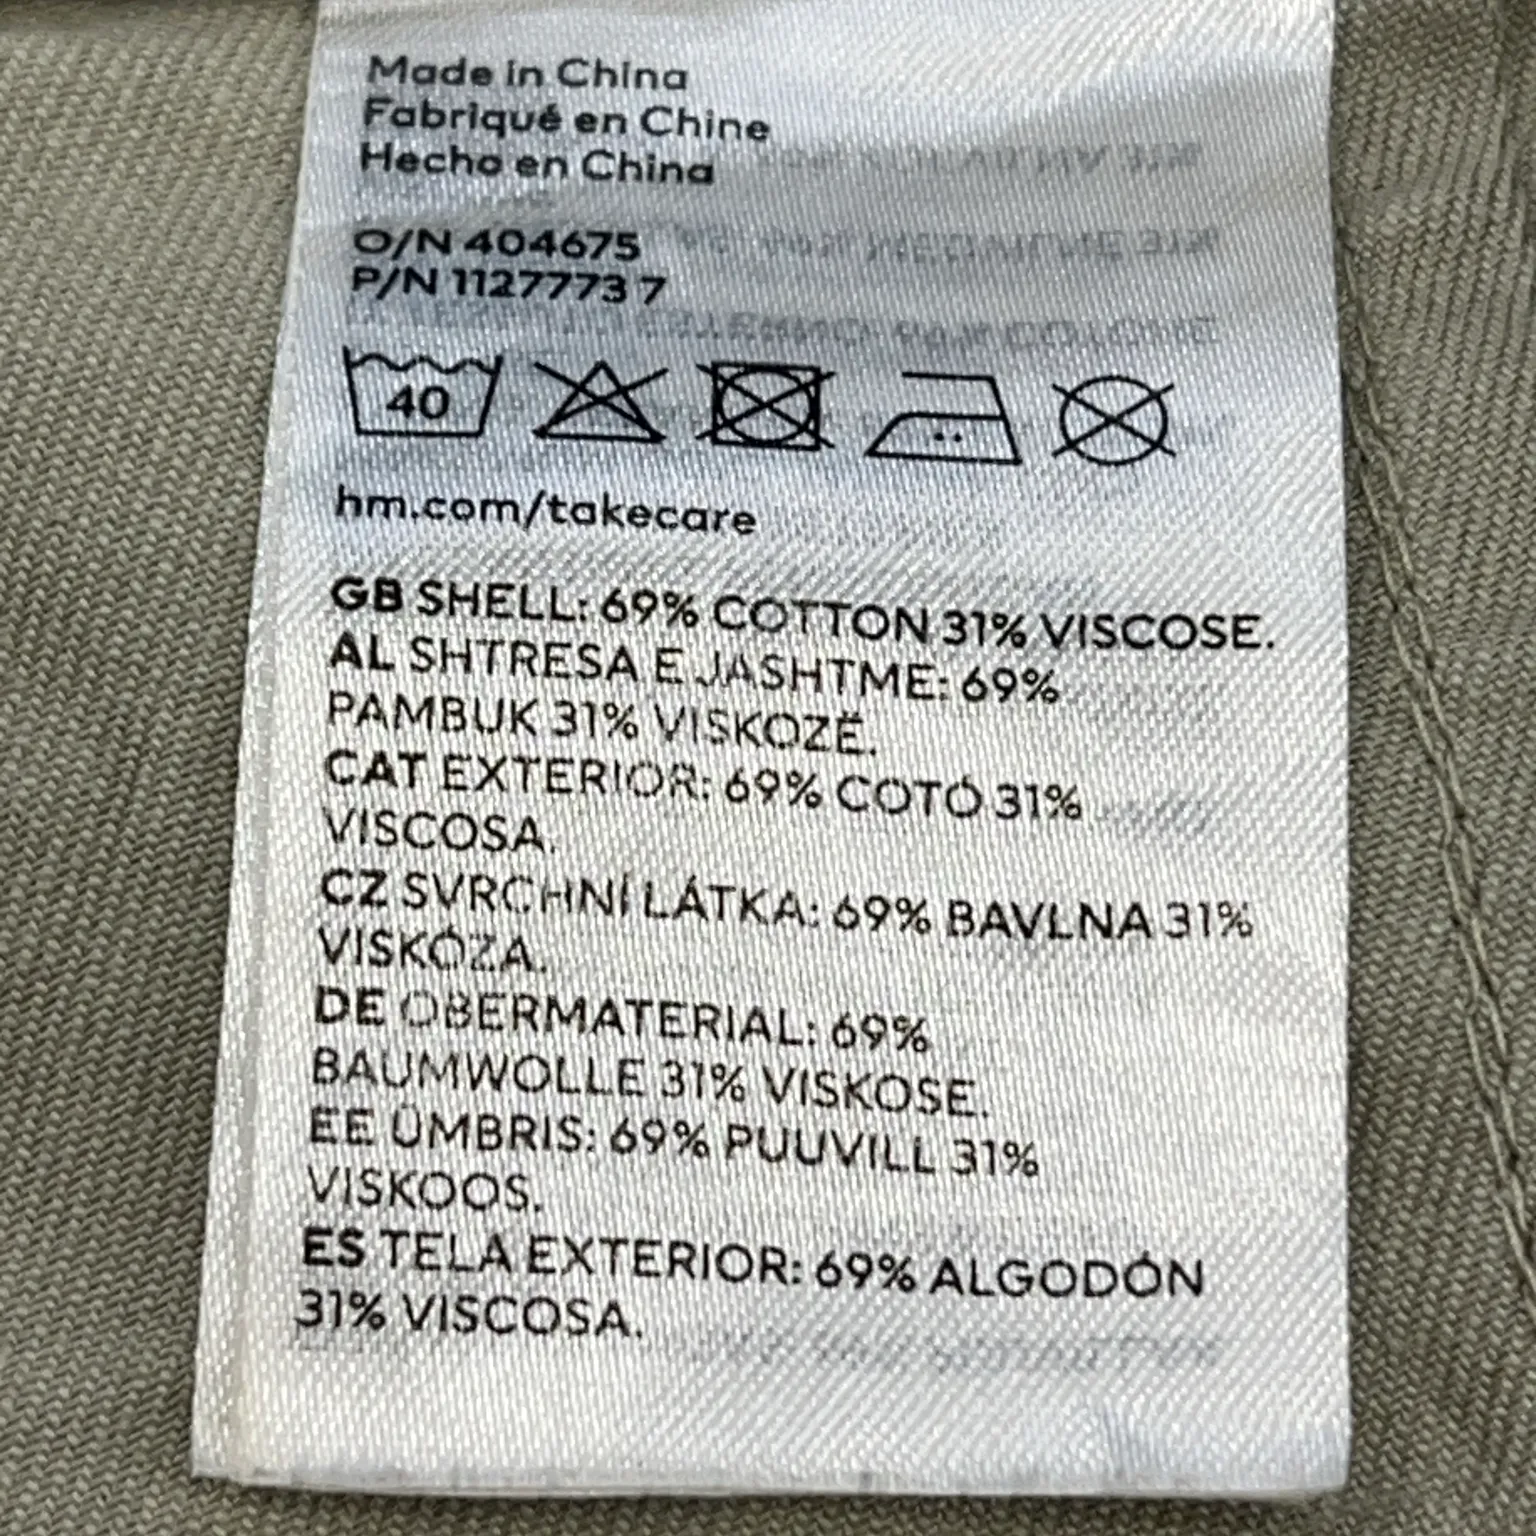 Made in China
Fabriqué en Chine
Hecho en China
O/N 404675
P/N 11277773 7
40
hm.com/takecare
GB SHELL: 69% COTTON 31% VISCOSE.
AL SHTRESA E JASHTME: 69%
PAMBUK 31% VISKOZË.
CAT EXTERIOR: 69% COTÓ 31%
VISCOSA.
CZ SVRCHNÍ LÁTKA: 69% BAVLNA 31%
VISKÓZA.
DE OBERMATERIAL: 69%
BAUMWOLLE 31% VISKOSE.
EE ÜMBRIS: 69% PUUVILL 31%
VISKOOS.
ES TELA EXTERIOR: 69% ALGODÓN
31% VISCOSA.